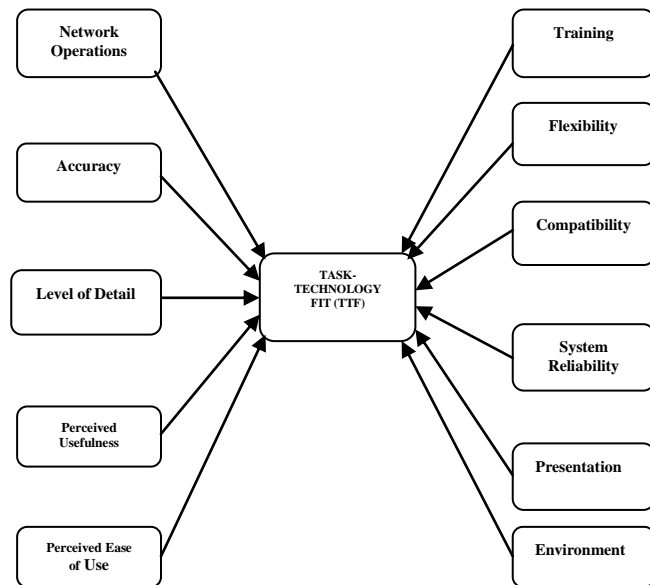 Network
Operations
Accuracy
Level of Detail
Perceived
Usefulness
Perceived Ease
of Use
TASK-
TECHNOLOGY
FIT (TTF)
Training
Flexibility
Compatibility
System
Reliability
Presentation
Environment